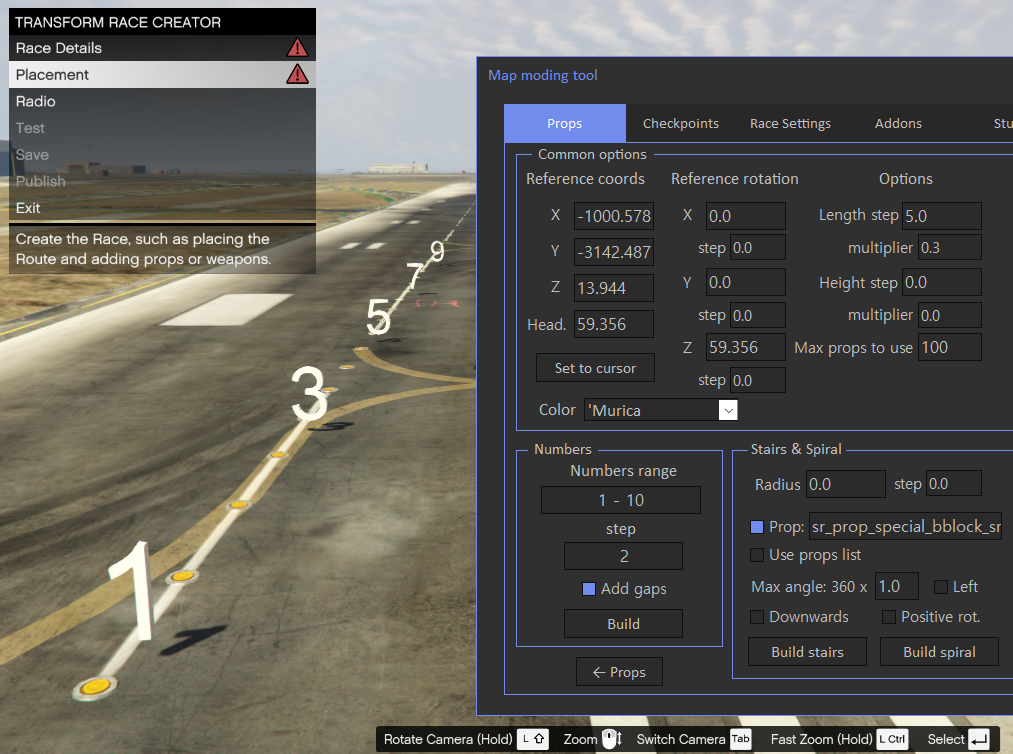 TRANSFORM RACE CREATOR
Race Details
Placement
Radio
Test
Save
Publish
Exit
Create the Race, such as placing the
Route and adding props or weapons.
1
3
5
7
9
Map moding tool
Props Checkpoints Race Settings Addons Stu
Common options
Reference coords Reference rotation Options
X -1000.578 X 0.0 Length step 5.0
step 0.0 multiplier 0.3
Y -3142.487
Y 0.0 Height step 0.0
Z 13.944
step 0.0 multiplier 0.0
Head. 59.356
Z 59.356 Max props to use 100
Set to cursor
step 0.0
Color 'Murica
Numbers
Numbers range
1 - 10
step
2
Add gaps
Build
← Props
Stairs & Spiral
Radius 0.0 step 0.0
Prop: sr_prop_special_bblock_sr
Use props list
Max angle: 360 x 1.0 Left
Downwards Positive rot.
Build stairs Build spiral
Rotate Camera (Hold) L ⇧ Zoom Switch Camera Tab Fast Zoom (Hold) L Ctrl Select